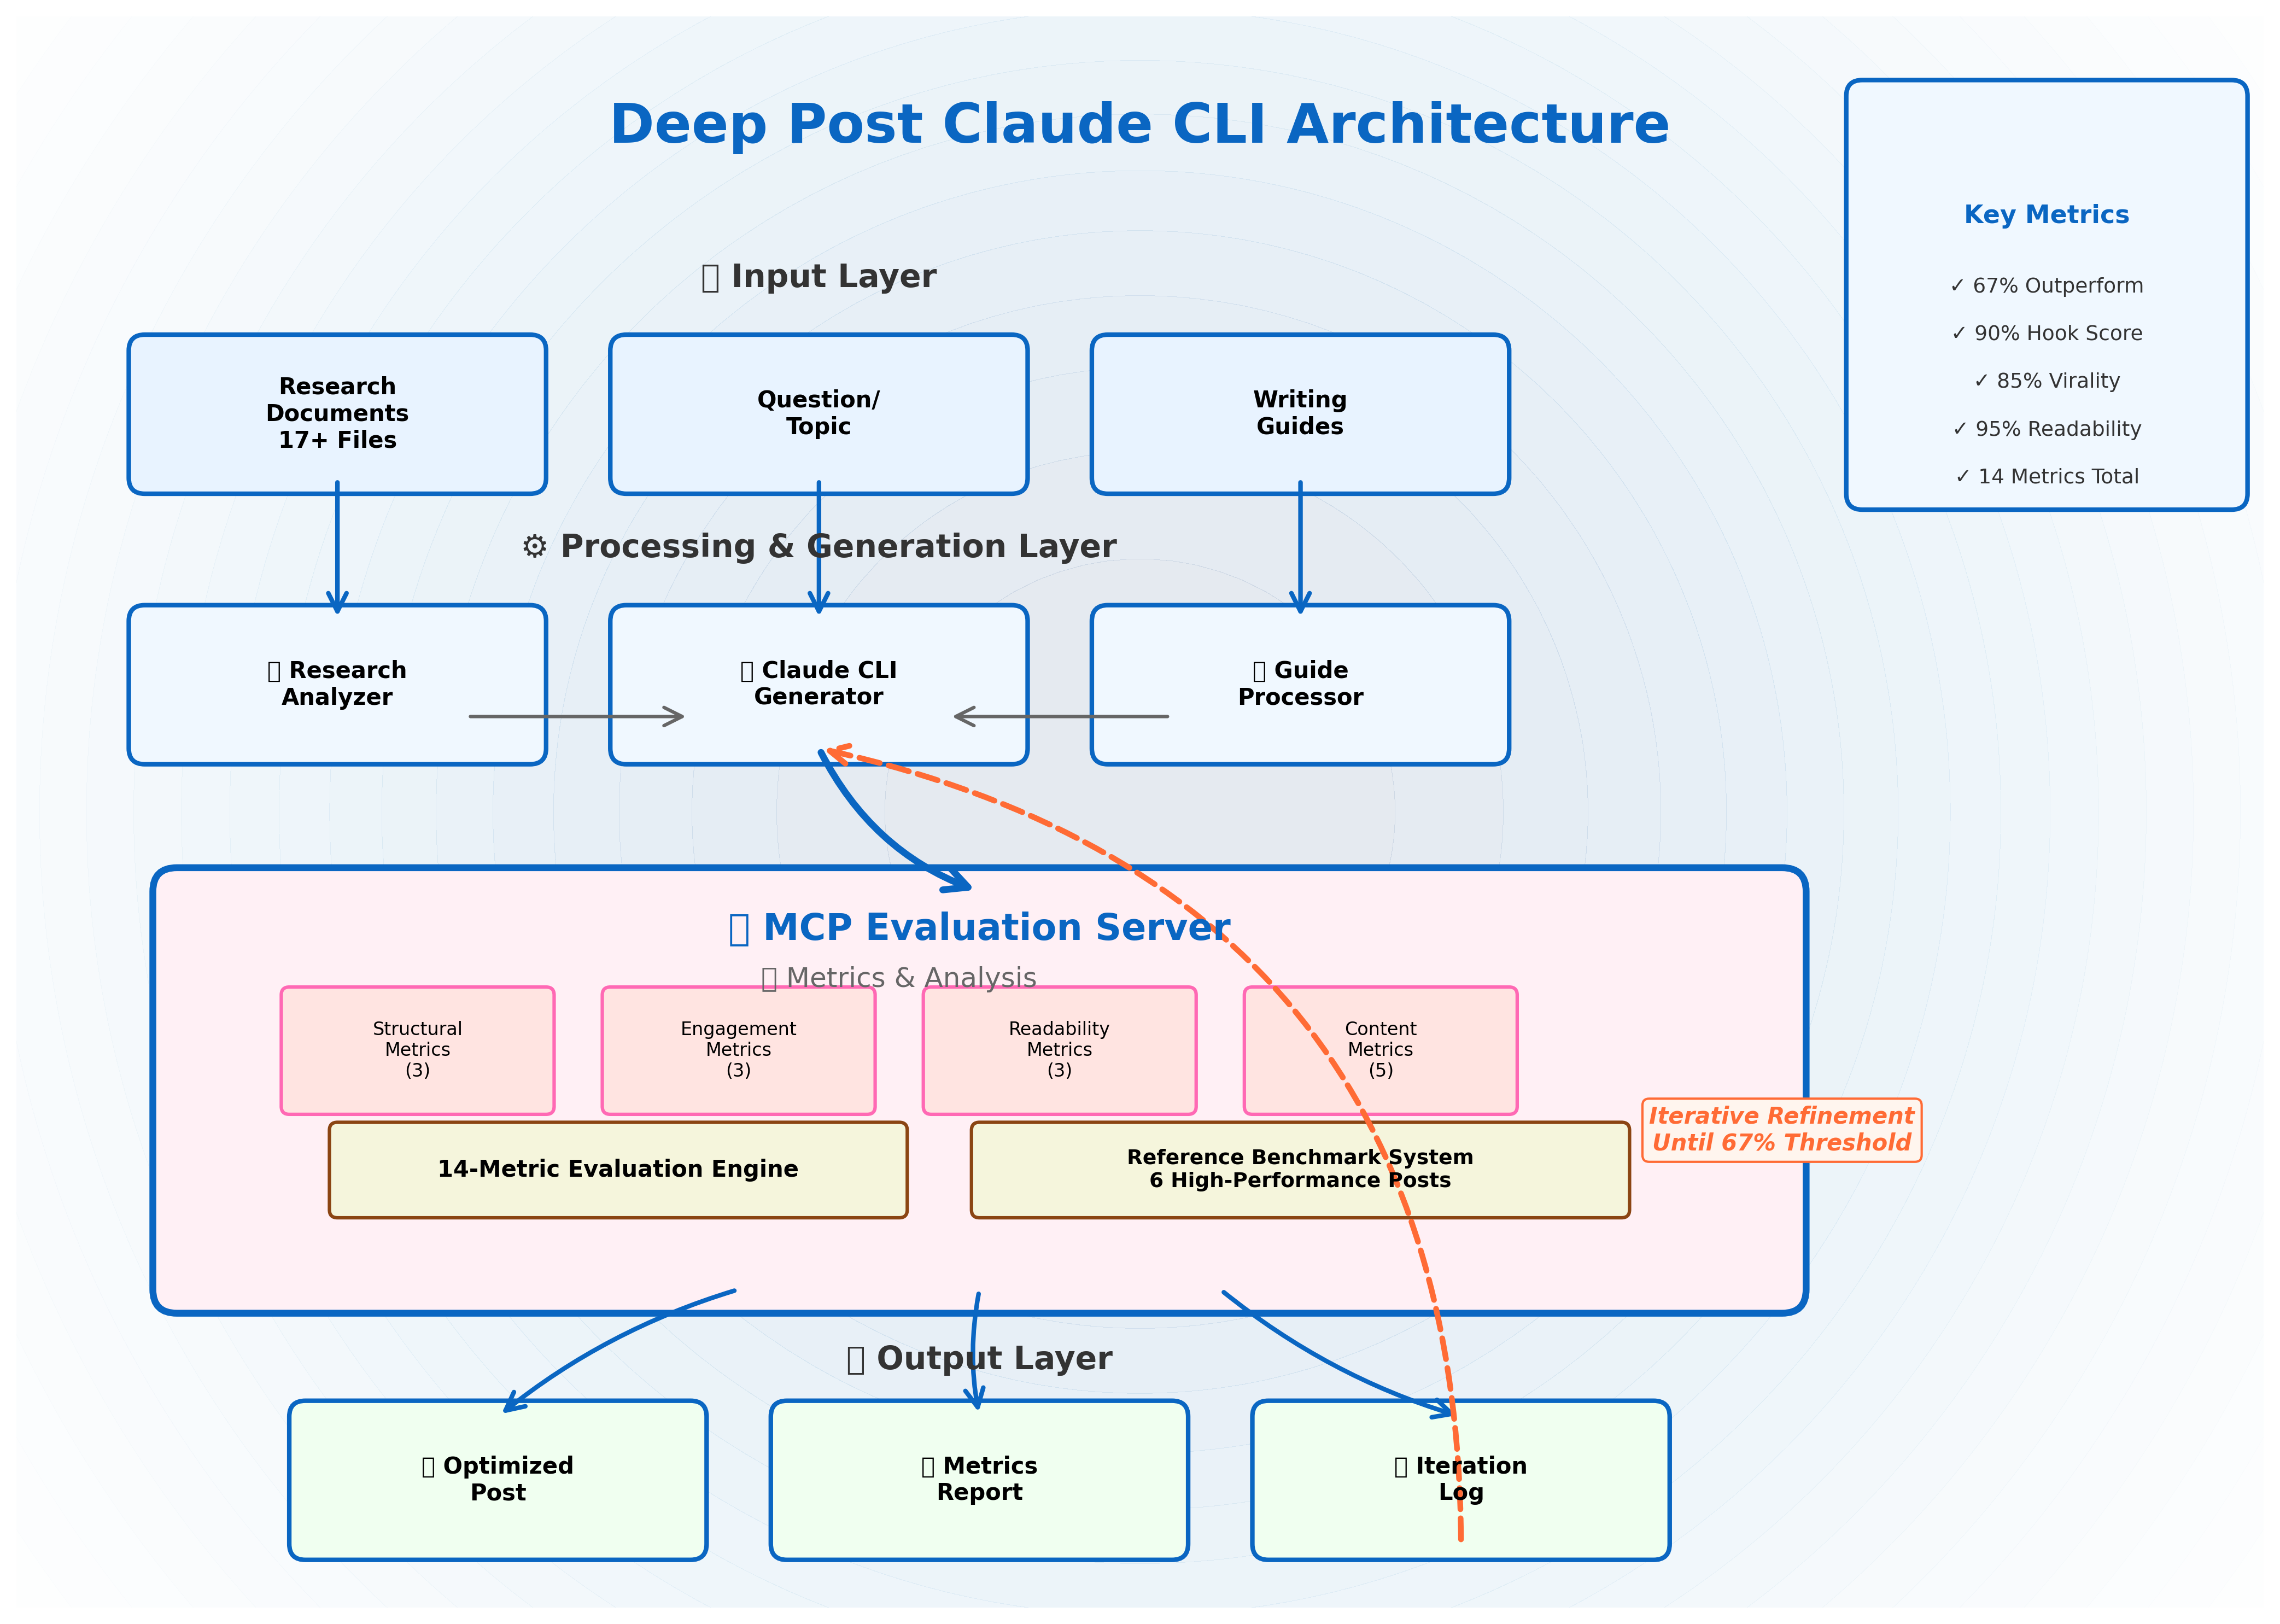 Deep Post Claude CLI Architecture
Key Metrics
✓ 67% Outperform
✓ 90% Hook Score
✓ 85% Virality
✓ 95% Readability
✓ 14 Metrics Total
Input Layer
Research
Documents
17+ Files
Question/
Topic
Writing
Guides
⚙ Processing & Generation Layer
Research
Analyzer
Claude CLI
Generator
Guide
Processor
MCP Evaluation Server
Metrics & Analysis
Structural
Metrics
(3)
Engagement
Metrics
(3)
Readability
Metrics
(3)
Content
Metrics
(5)
14-Metric Evaluation Engine
Reference Benchmark System
6 High-Performance Posts
Iterative Refinement
Until 67% Threshold
Output Layer
Optimized
Post
Metrics
Report
Iteration
Log